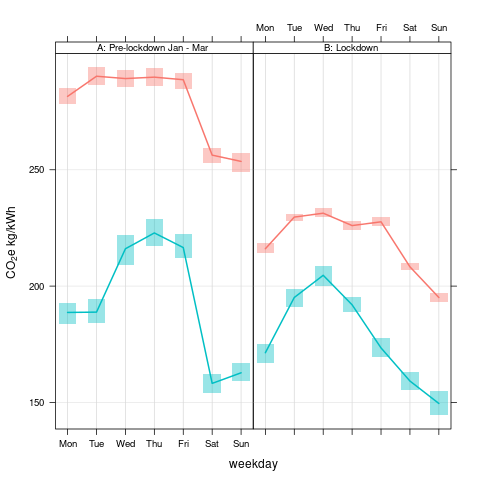 Mon Tue Wed Thu Fri Sat Sun
A: Pre-lockdown Jan - Mar
B: Lockdown
250
200
150
CO2e kg/kWh
Mon Tue Wed Thu Fri Sat Sun
weekday